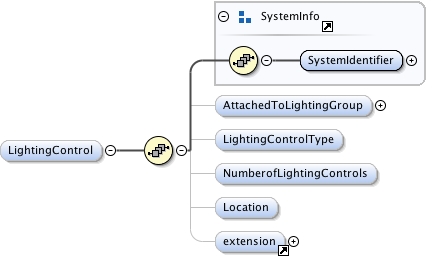 SystemInfo
SystemIdentifier
AttachedToLightingGroup
LightingControlType
LightingControl
NumberofLightingControls
Location
extension